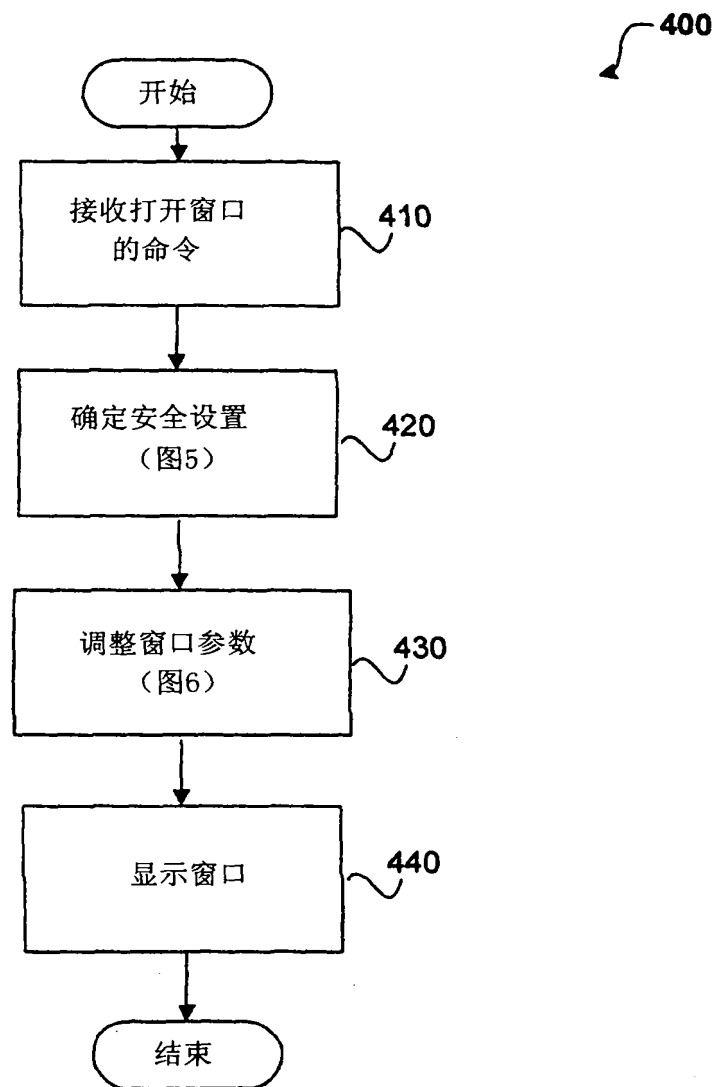 400
开始
接收打开窗口
的命令
410
确定安全设置
（图5）
420
调整窗口参数
（图6）
430
显示窗口
440
结束